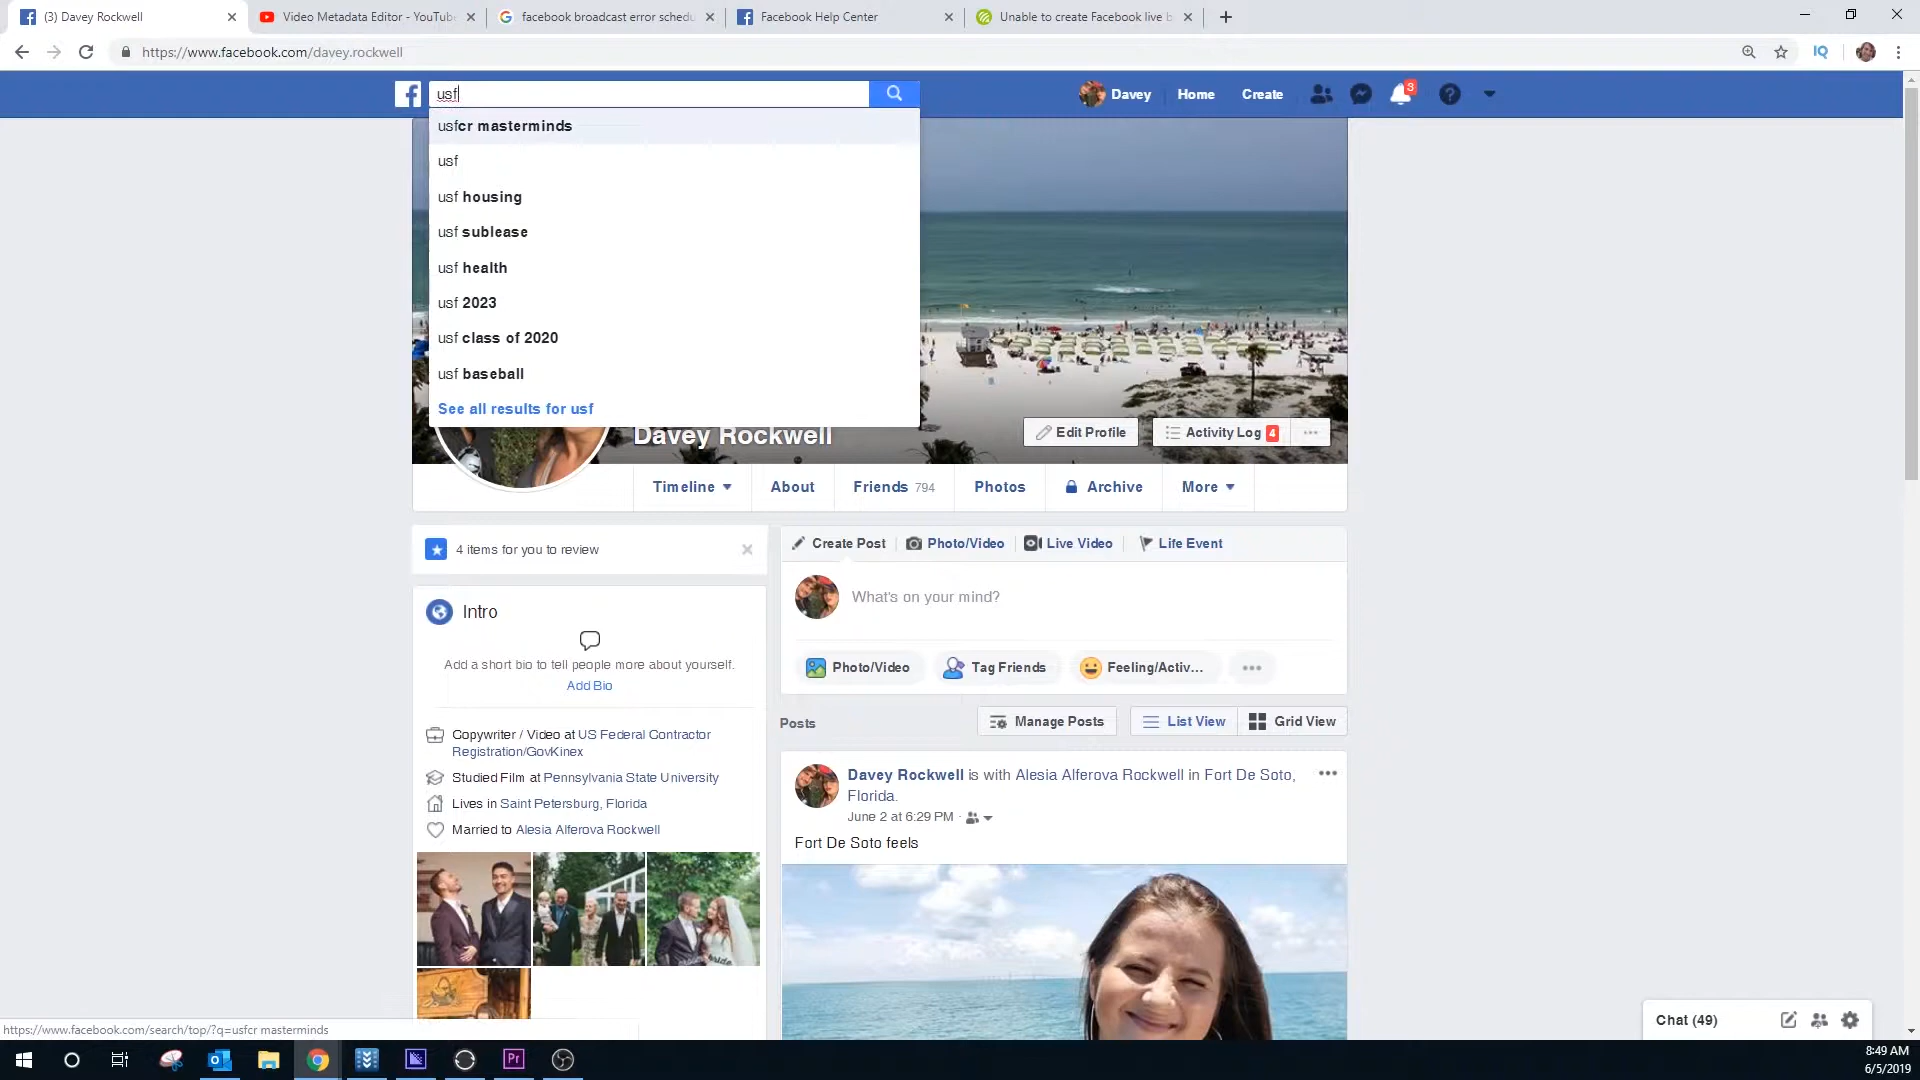 (3) Davey Rockwell
Video Metadata Editor - YouTube
facebook broadcast error schedu
Facebook Help Center
Unable to create Facebook live b
https://www.facebook.com/davey.rockwell
IQ
usf
Davey
Home
Create
3
usfcr masterminds
usf
usf housing
usf sublease
usf health
usf 2023
usf class of 2020
usf baseball
See all results for usf
Davey Rockwell
Edit Profile
Activity Log 4
Timeline
About
Friends 794
Photos
Archive
More
4 items for you to review
Intro
Add a short bio to tell people more about yourself.
Add Bio
Copywriter / Video at US Federal Contractor
Registration/GovKinex
Studied Film at Pennsylvania State University
Lives in Saint Petersburg, Florida
Married to Alesia Alferova Rockwell
Create Post
Photo/Video
Live Video
Life Event
What's on your mind?
Photo/Video
Tag Friends
Feeling/Activ...
Posts
Manage Posts
List View
Grid View
Davey Rockwell is with Alesia Alferova Rockwell in Fort De Soto,
Florida.
June 2 at 6:29 PM ·
Fort De Soto feels
Chat (49)
https://www.facebook.com/search/top/?q=usfcr masterminds
Pr
8:49 AM
6/5/2019